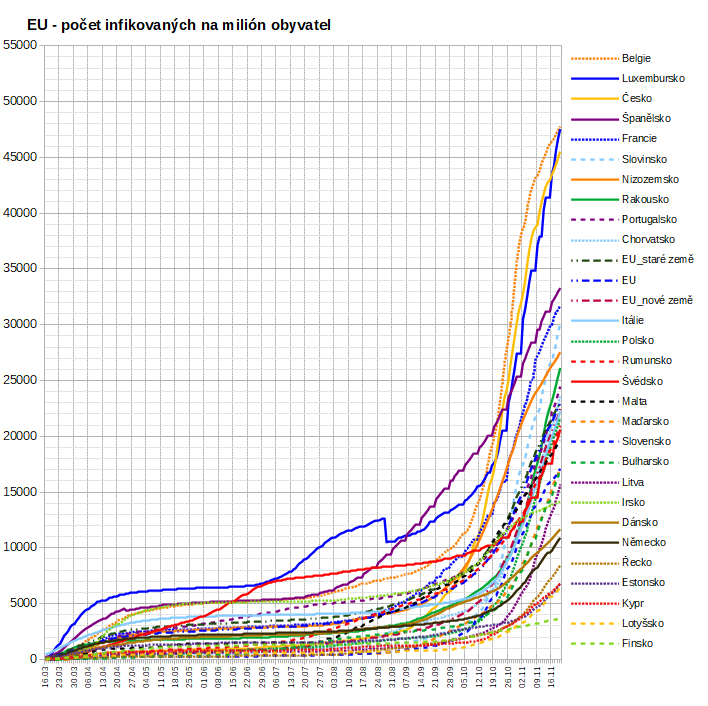 EU - počet infikovaných na milión obyvatel
55000
50000
45000
40000
35000
30000
25000
20000
15000
10000
5000
0
16.03
23.03
30.03
06.04
13.04
20.04
27.04
04.05
11.05
18.05
25.05
01.06
08.06
15.06
22.06
29.06
06.07
13.07
20.07
27.07
03.08
10.08
17.08
24.08
31.08
07.09
14.09
21.09
28.09
05.10
12.10
19.10
26.10
02.11
09.11
16.11
Belgie
Luxembursko
Česko
Španělsko
Francie
Slovinsko
Nizozemsko
Rakousko
Portugalsko
Chorvatsko
EU_staré země
EU
EU_nové země
Itálie
Polsko
Rumunsko
Švédsko
Malta
Maďarsko
Slovensko
Bulharsko
Litva
Irsko
Dánsko
Německo
Řecko
Estonsko
Kypr
Lotyšsko
Finsko